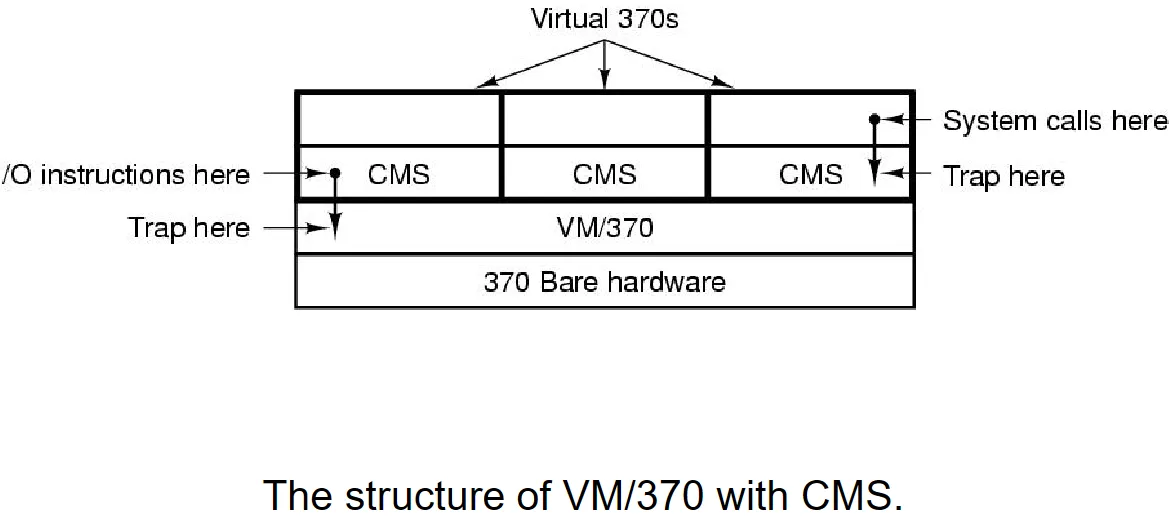 Virtual 370s
System calls here
/O instructions here
CMS
CMS
CMS
Trap here
Trap here
VM/370
370 Bare hardware
The structure of VM/370 with CMS.